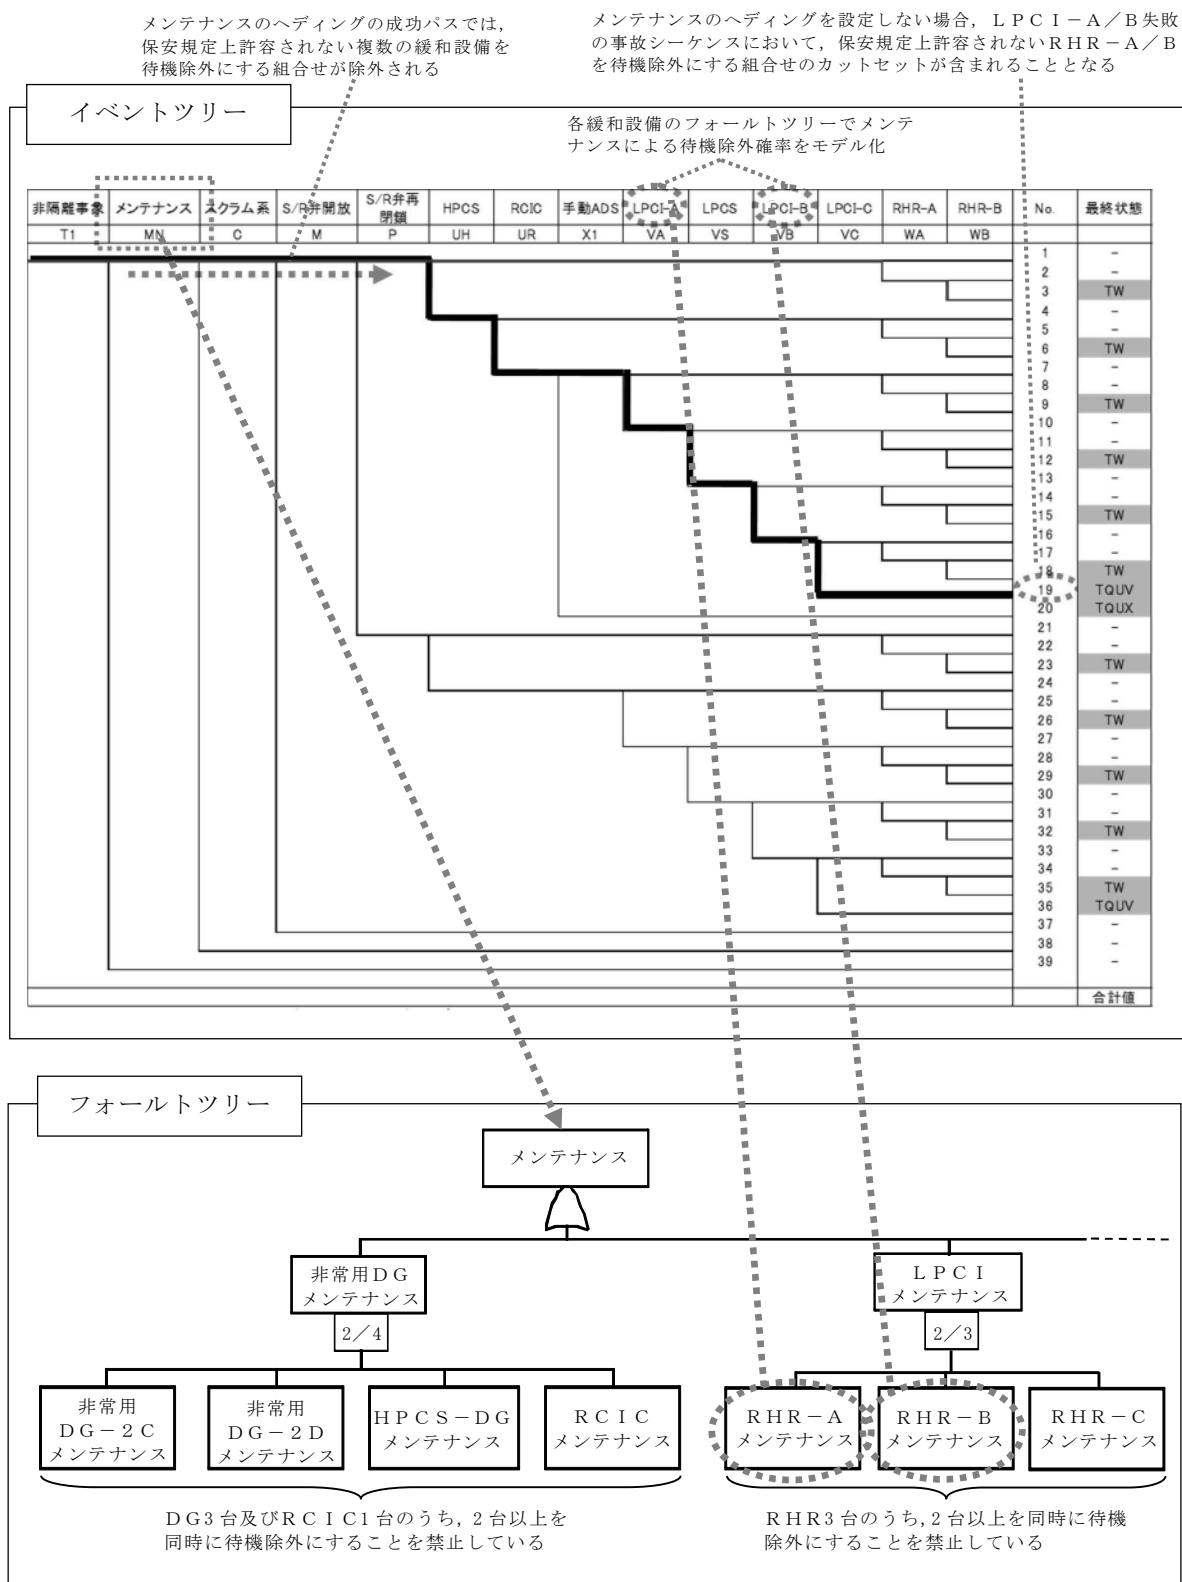 メンテナンスのヘディングの成功パスでは，
保安規定上許容されない複数の緩和設備を
待機除外にする組合せが除外される
メンテナンスのヘディングを設定しない場合，ＬＰＣＩ－Ａ／Ｂ失敗
の事故シーケンスにおいて，保安規定上許容されないＲＨＲ－Ａ／Ｂ
を待機除外にする組合せのカットセットが含まれることとなる
イベントツリー
各緩和設備のフォールトツリーでメンテ
ナンスによる待機除外確率をモデル化
非隔離事象 メンテナンス スクラム系 S/R弁開放 S/R弁再閉鎖 HPCS RCIC 手動ADS LPCI-A LPCS LPCI-B LPCI-C RHR-A RHR-B No. 最終状態
T1 MN C M P UH UR X1 VA VS VB VC WA WB
1 -
2 -
3 TW
4 -
5 -
6 TW
7 -
8 -
9 TW
10 -
11 -
12 TW
13 -
14 -
15 TW
16 -
17 -
18 TW
19 TQUV
20 TQUX
21 -
22 -
23 TW
24 -
25 -
26 TW
27 -
28 -
29 TW
30 -
31 -
32 TW
33 -
34 -
35 TW
36 TQUV
37 -
38 -
39 -
合計値
フォールトツリー
メンテナンス
非常用ＤＧ
メンテナンス
ＬＰＣＩ
メンテナンス
２／４
２／３
非常用
ＤＧ－２Ｃ
メンテナンス
非常用
ＤＧ－２Ｄ
メンテナンス
ＨＰＣＳ－ＤＧ
メンテナンス
ＲＣＩＣ
メンテナンス
ＲＨＲ－Ａ
メンテナンス
ＲＨＲ－Ｂ
メンテナンス
ＲＨＲ－Ｃ
メンテナンス
ＤＧ3 台及びＲＣＩＣ1 台のうち，2 台以上を
同時に待機除外にすることを禁止している
ＲＨＲ3 台のうち，2 台以上を同時に待機
除外にすることを禁止している